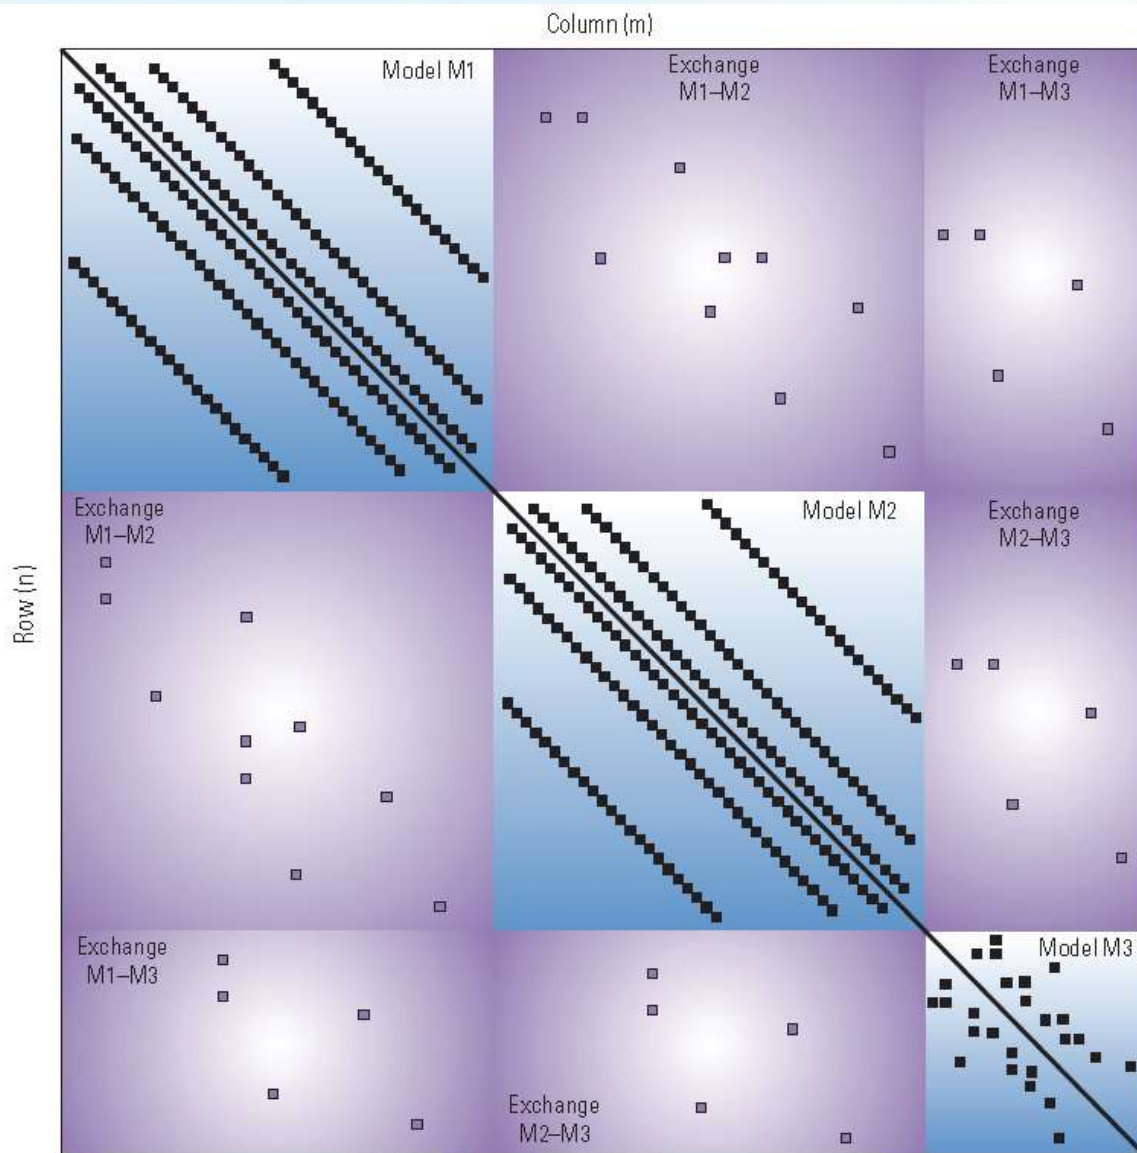 Column (m)
Model M1
Exchange
M1–M2
Exchange
M1–M3
Exchange
M1–M2
Model M2
Exchange
M2–M3
Row (n)
Exchange
M1–M3
Exchange
M2–M3
Model M3